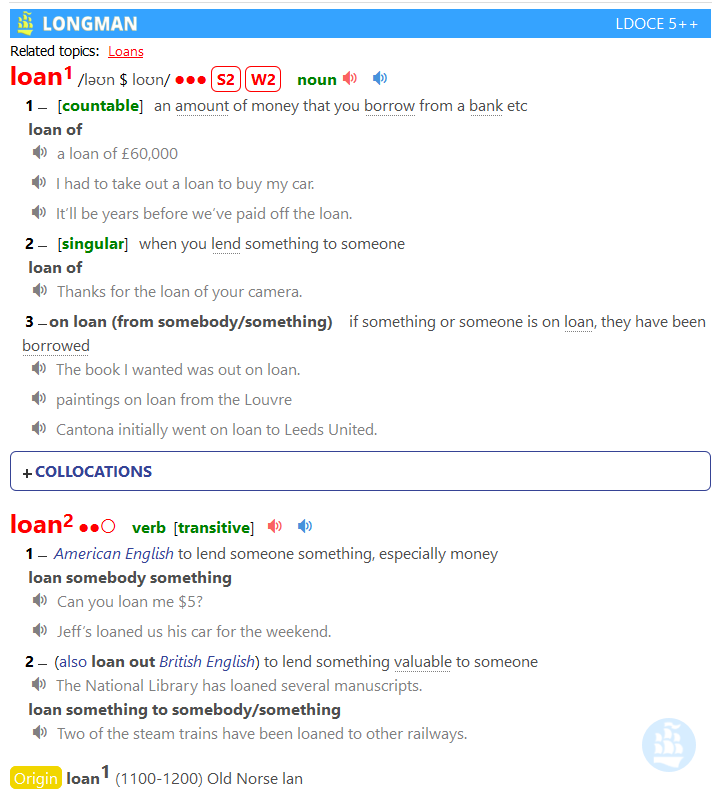 LONGMAN LDOCE 5++
Related topics: Loans
loan1 /ləʊn $ loʊn/ ●●● S2 W2 noun
1 – [countable] an amount of money that you borrow from a bank etc
loan of
a loan of £60,000
I had to take out a loan to buy my car.
It’ll be years before we’ve paid off the loan.
2 – [singular] when you lend something to someone
loan of
Thanks for the loan of your camera.
3 – on loan (from somebody/something) if something or someone is on loan, they have been
borrowed
The book I wanted was out on loan.
paintings on loan from the Louvre
Cantona initially went on loan to Leeds United.
+ COLLOCATIONS
loan2 ●●○ verb [transitive]
1 – American English to lend someone something, especially money
loan somebody something
Can you loan me $5?
Jeff’s loaned us his car for the weekend.
2 – (also loan out British English) to lend something valuable to someone
The National Library has loaned several manuscripts.
loan something to somebody/something
Two of the steam trains have been loaned to other railways.
Origin loan1 (1100-1200) Old Norse lan